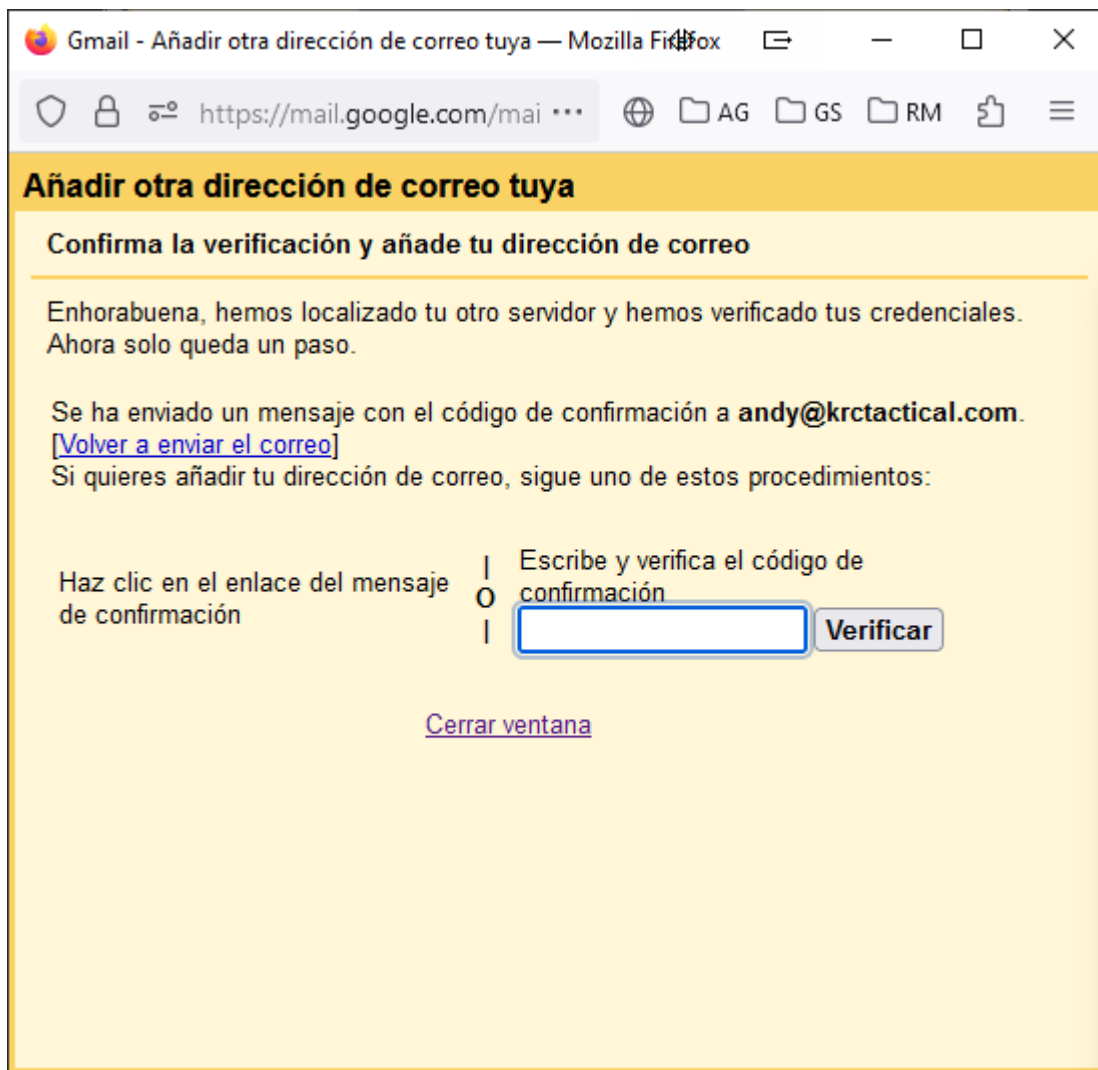 Gmail - Añadir otra dirección de correo tuya — Mozilla Firefox
https://mail.google.com/mai ··· AG GS RM
Añadir otra dirección de correo tuya
Confirma la verificación y añade tu dirección de correo
Enhorabuena, hemos localizado tu otro servidor y hemos verificado tus credenciales.
Ahora solo queda un paso.
Se ha enviado un mensaje con el código de confirmación a andy@krctactical.com.
[Volver a enviar el correo]
Si quieres añadir tu dirección de correo, sigue uno de estos procedimientos:
Haz clic en el enlace del mensaje
de confirmación
| O |
Escribe y verifica el código de
confirmación
Verificar
Cerrar ventana